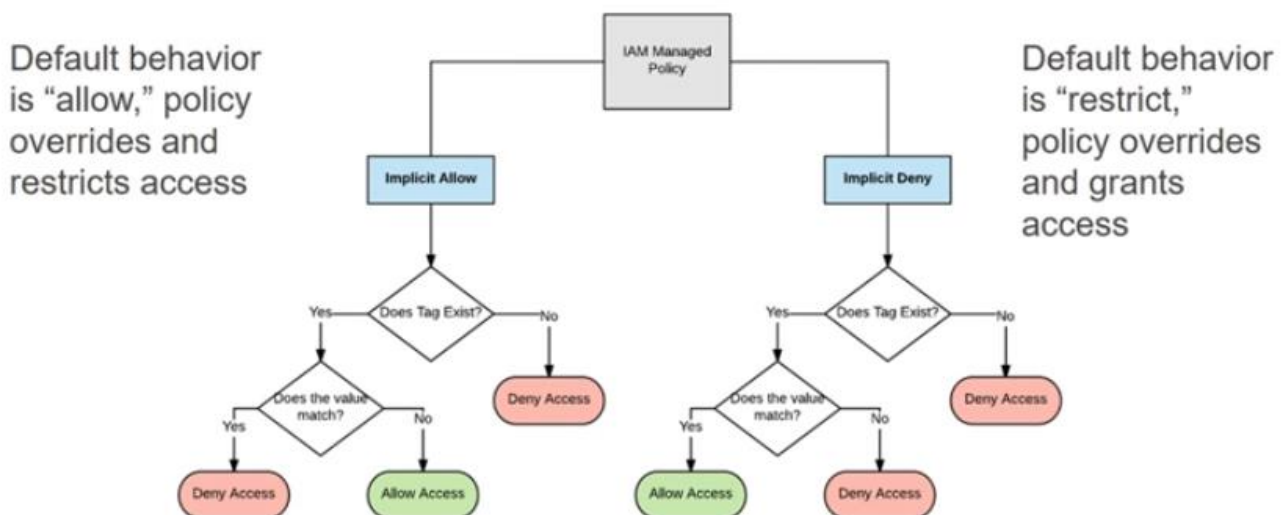 Default behavior
is “allow,” policy
overrides and
restricts access
IAM Managed
Policy
Default behavior
is “restrict,”
policy overrides
and grants
access
Implicit Allow
Implicit Deny
Yes
Does Tag Exist?
No
Yes
Does Tag Exist?
No
Does the value
match?
Deny Access
Does the value
match?
Deny Access
Yes
No
Yes
No
Deny Access
Allow Access
Allow Access
Deny Access